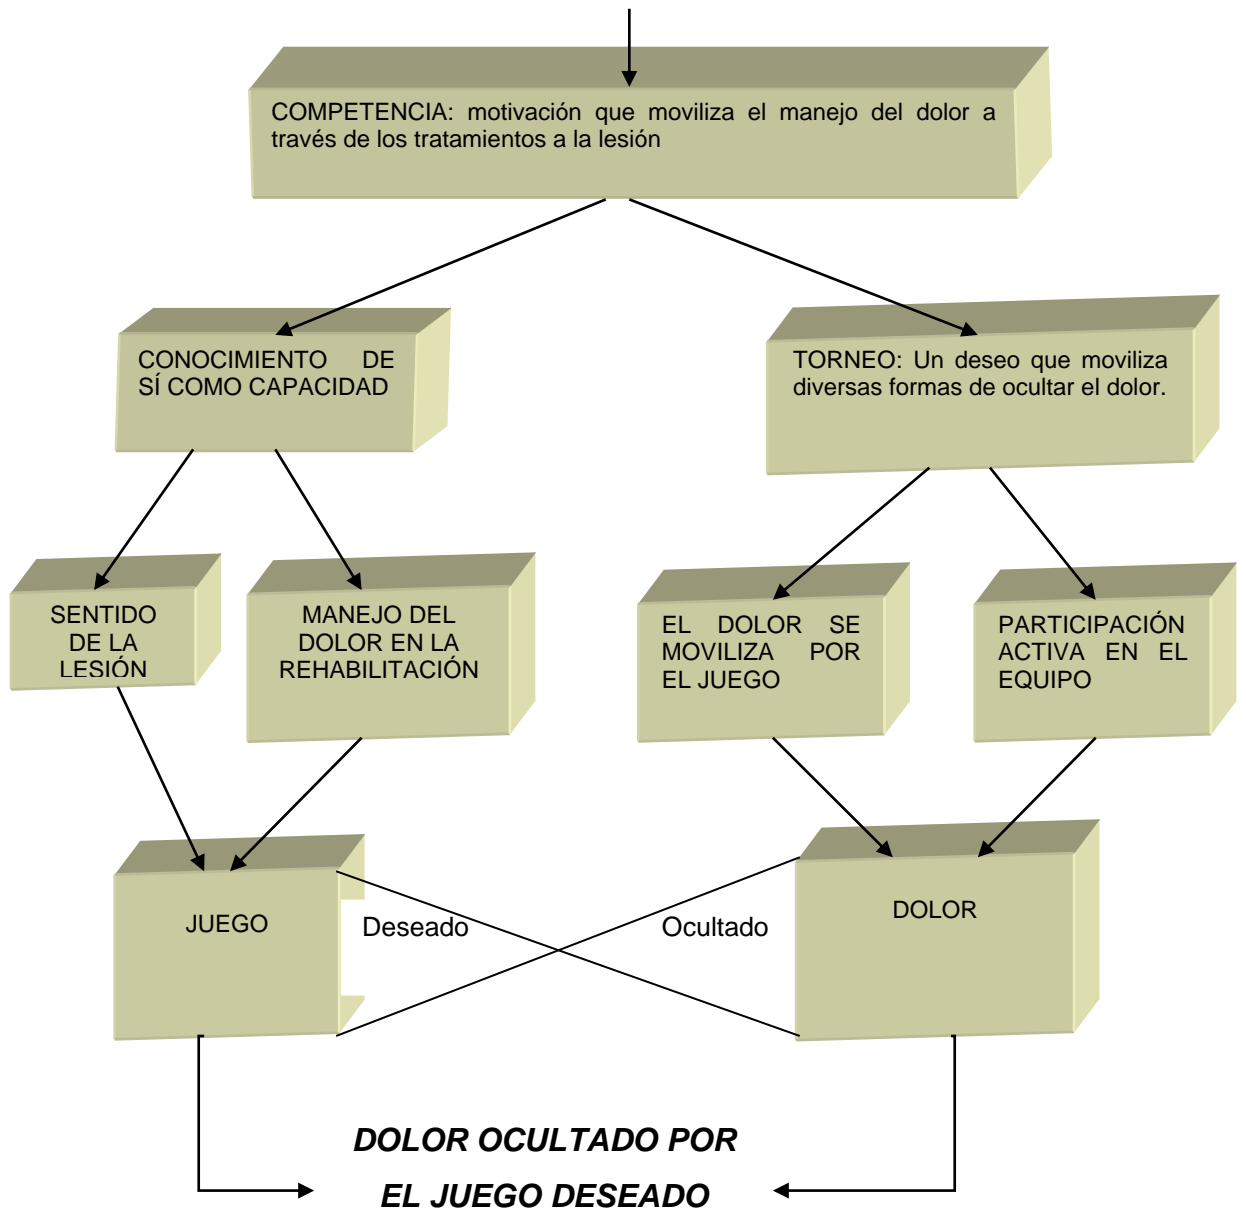 COMPETENCIA: motivación que moviliza el manejo del dolor a
través de los tratamientos a la lesión
CONOCIMIENTO DE
SÍ COMO CAPACIDAD
TORNEO: Un deseo que moviliza
diversas formas de ocultar el dolor.
SENTIDO
DE LA
LESIÓN
MANEJO DEL
DOLOR EN LA
REHABILITACIÓN
EL DOLOR SE
MOVILIZA POR
EL JUEGO
PARTICIPACIÓN
ACTIVA EN EL
EQUIPO
JUEGO
Deseado
Ocultado
DOLOR
DOLOR OCULTADO POR
EL JUEGO DESEADO